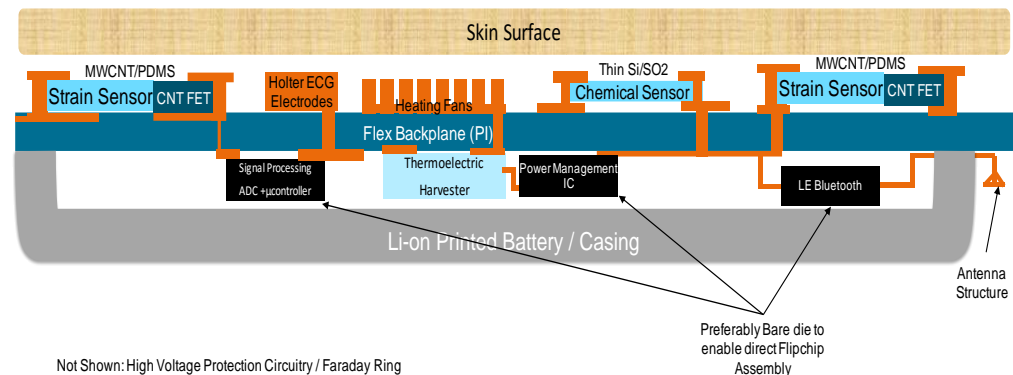 Skin Surface
MWCNT/PDMS
Strain Sensor
CNT FET
Holter ECG
Electrodes
Heating Fans
Thin Si/SO2
Chemical Sensor
MWCNT/PDMS
Strain Sensor
CNT FET
Flex Backplane (PI)
Signal Processing
ADC +µcontroller
Thermoelectric
Harvester
Power Management
IC
LE Bluetooth
Li-on Printed Battery / Casing
Antenna
Structure
Preferably Bare die to
enable direct Flipchip
Assembly
Not Shown: High Voltage Protection Circuitry / Faraday Ring